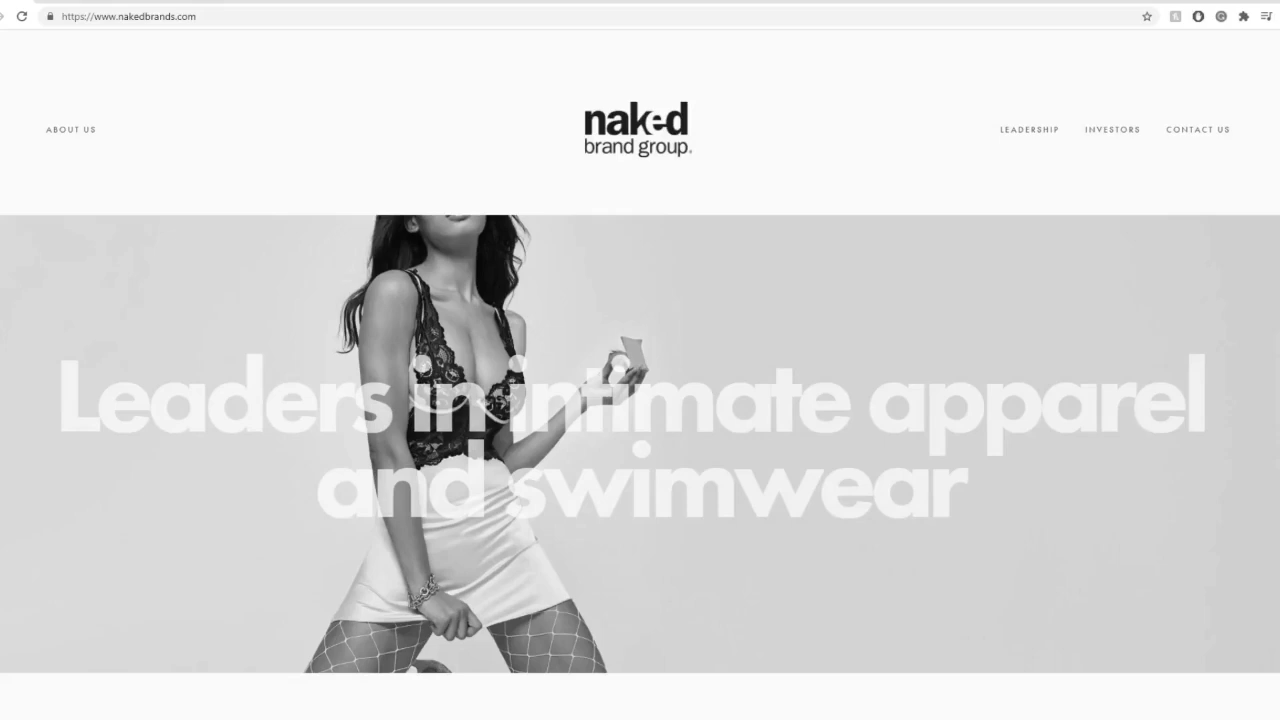 https://www.nakedbrands.com
ABOUT US
naked
brand group.
LEADERSHIP INVESTORS CONTACT US
Leaders in intimate apparel
and swimwear